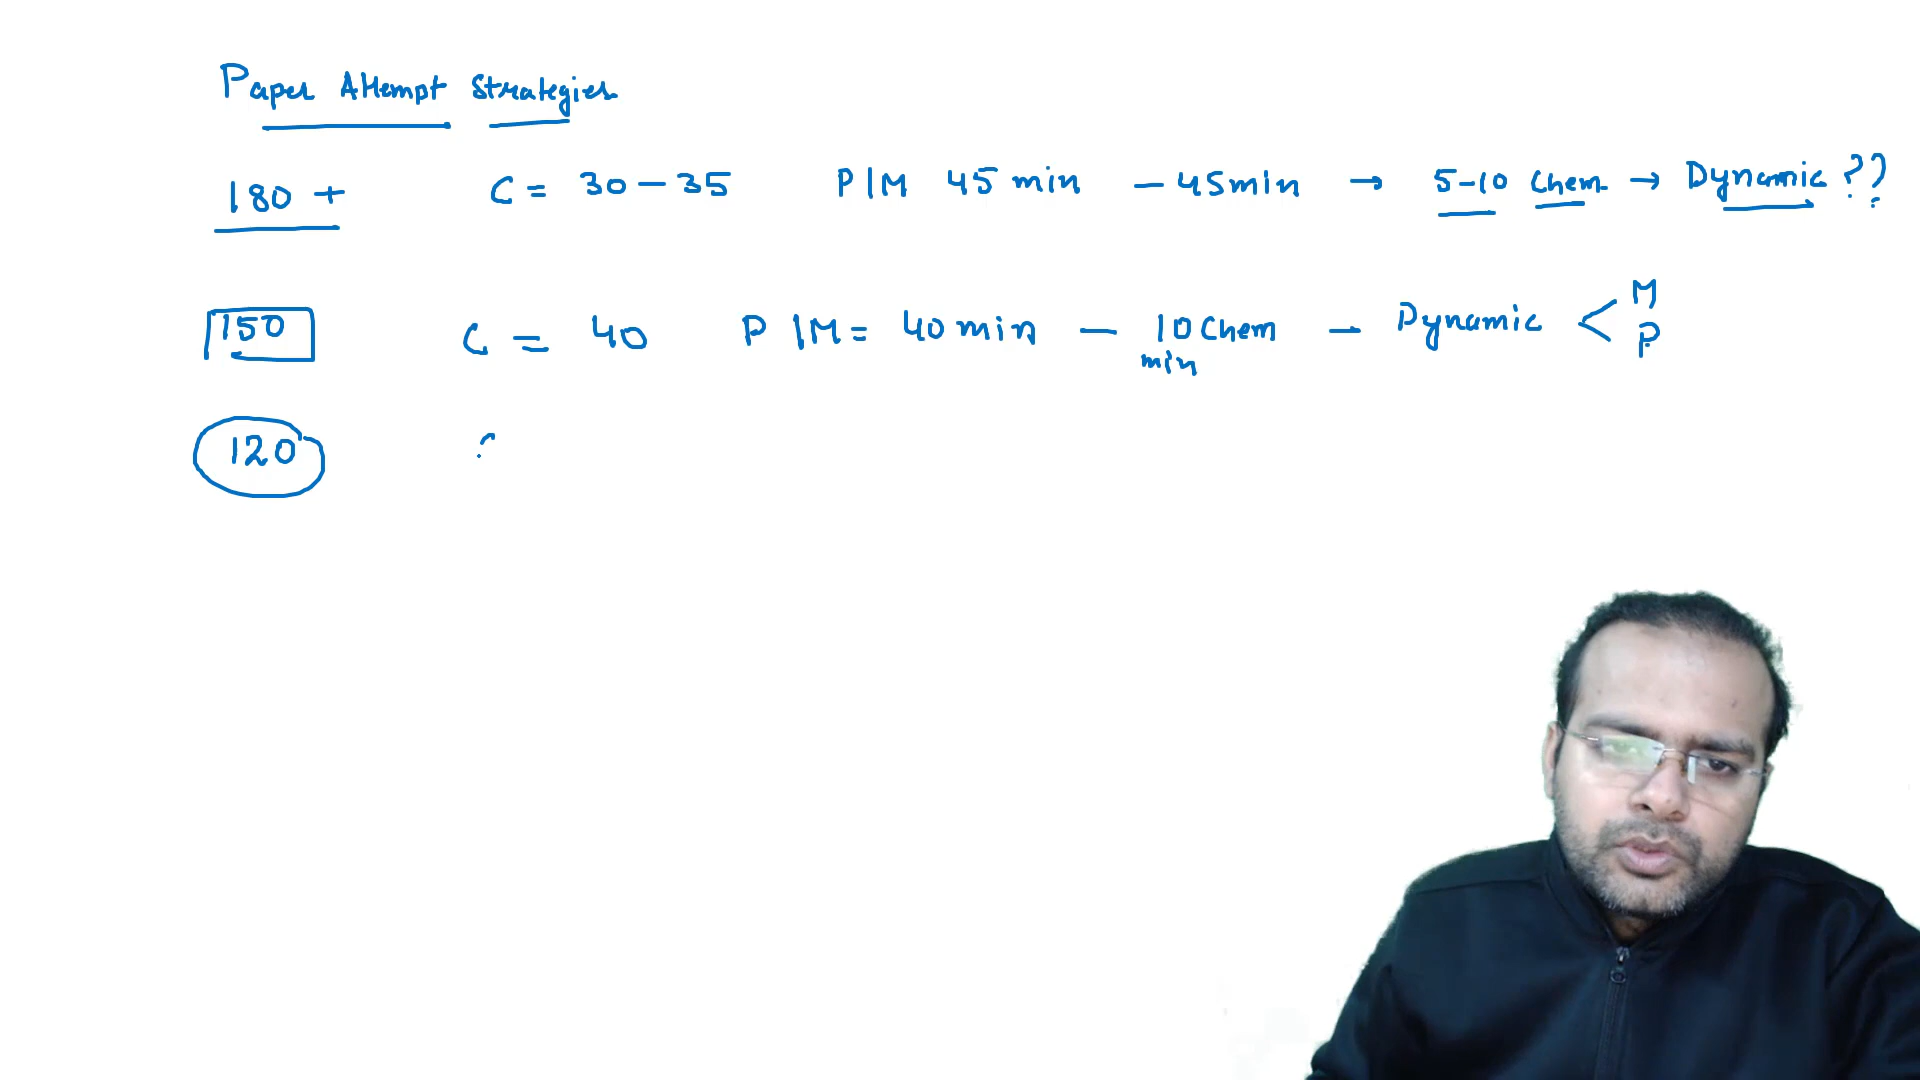 Paper Attempt Strategies
180 + C = 30 - 35 P|M 45 min - 45 min → 5-10 Chem → Dynamic ??
150 C = 40 P|M = 40 min - 10 Chem - Dynamic < M
min P
120